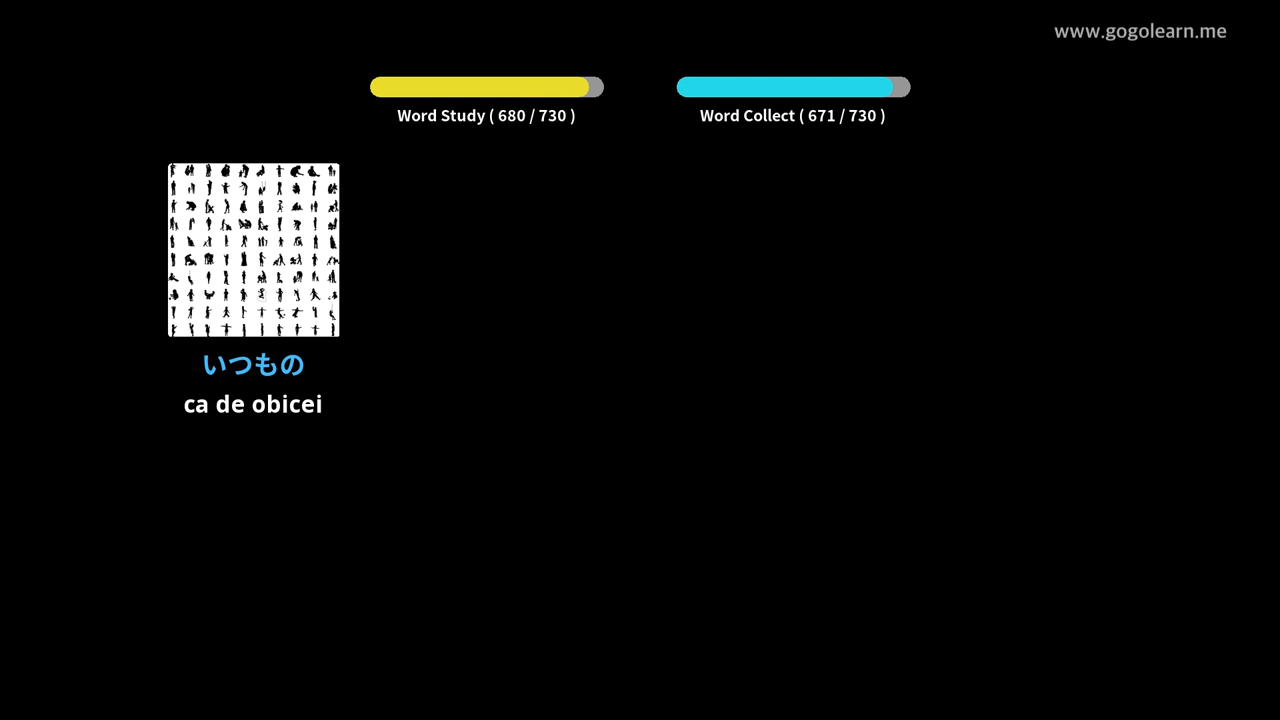 www.gogolearn.me
Word Study ( 680 / 730 )
Word Collect ( 671 / 730 )
いつもの
ca de obicei